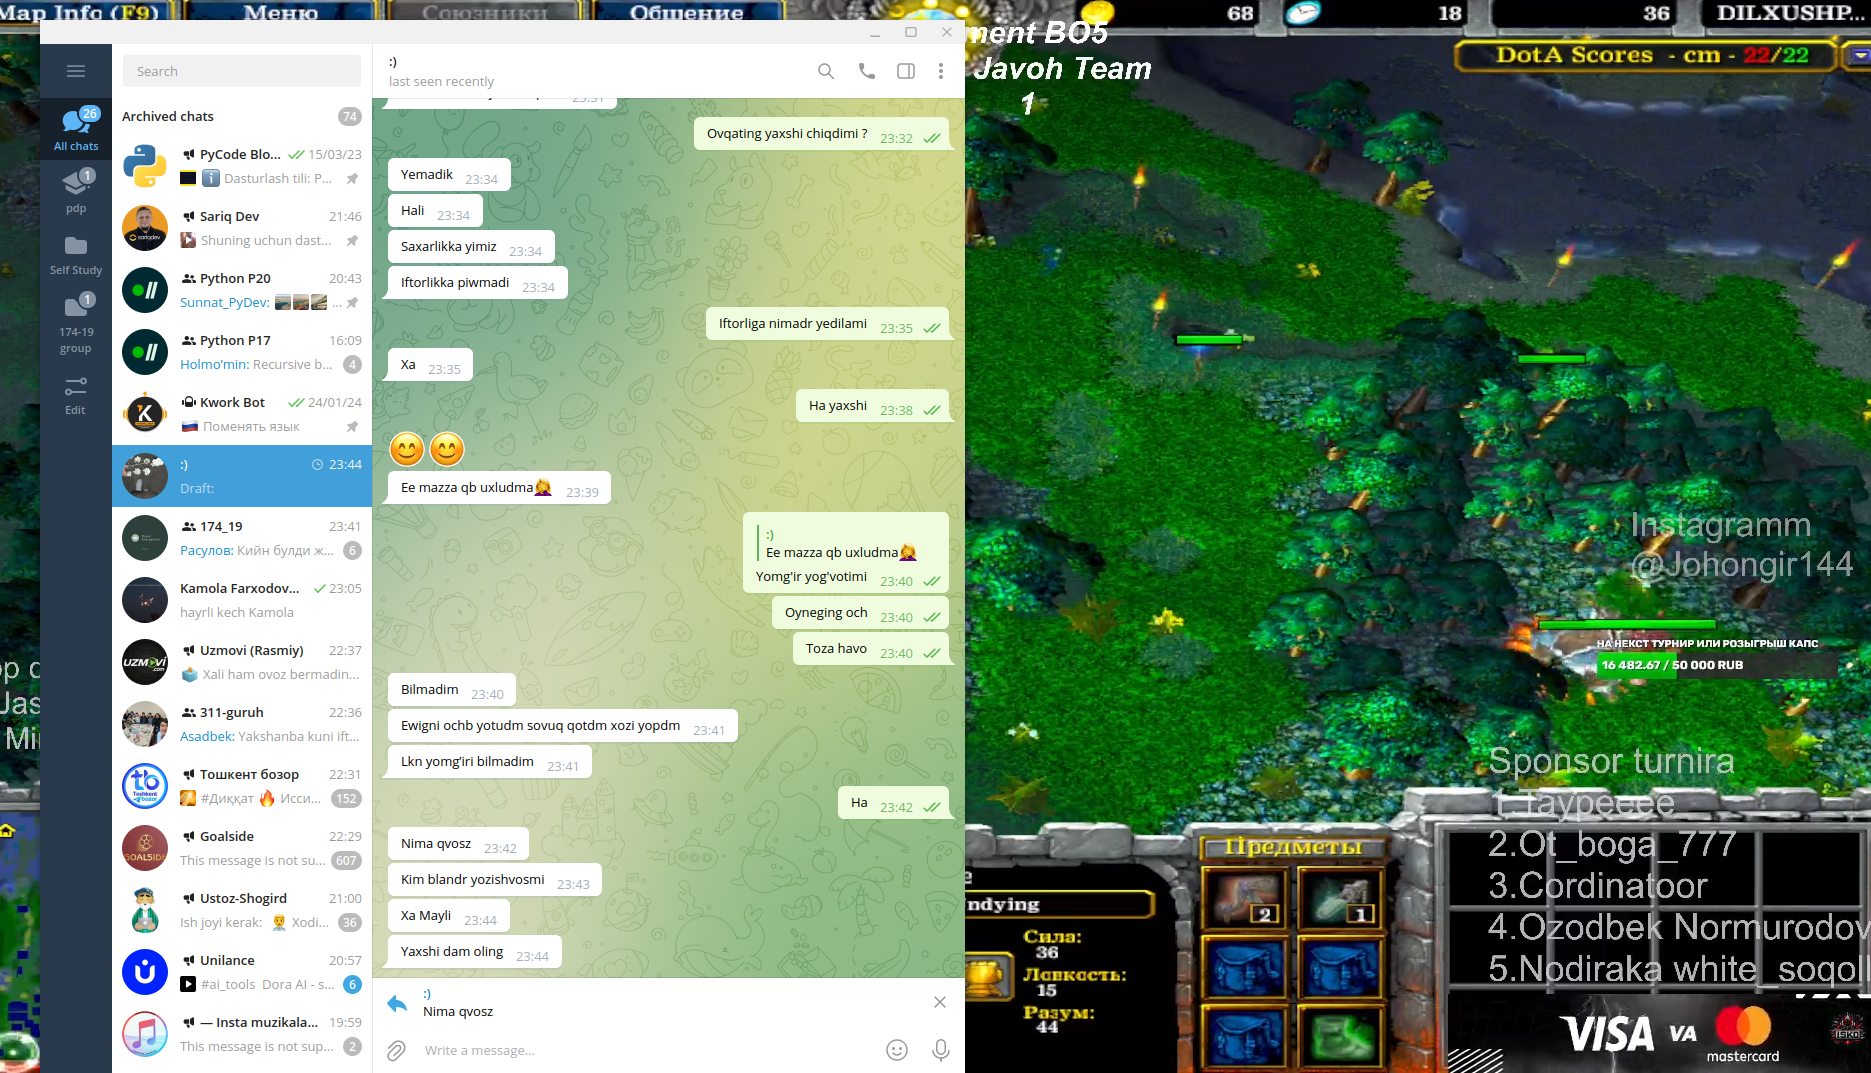 Map Info (F9)
Меню
Союзники
Общение
68
18
36
DILXUSHP...
ment BO5
Javoh Team
1
DotA Scores - cm - 22/22
Search
Archived chats
74
26
All chats
1
pdp
Self Study
1
174-19
group
Edit
PyCode Blo...
15/03/23
Dasturlash tili: P...
Sariq Dev
21:46
Shuning uchun dast...
Python P20
20:43
Sunnat_PyDev:
...
Python P17
16:09
Holmo‘min: Recursive b...
4
Kwork Bot
24/01/24
Поменять язык
:)
23:44
Draft:
174_19
23:41
Расулов: Кийн булди ж...
6
Kamola Farxodov...
23:05
hayrli kech Kamola
Uzmovi (Rasmiy)
22:37
Xali ham ovoz bermadin...
311-guruh
22:36
Asadbek: Yakshanba kuni ift...
Тошкент бозор
22:31
#Диққат 🔥 Исси...
152
Goalside
22:29
This message is not su...
607
Ustoz-Shogird
21:00
Ish joyi kerak: 👨‍💼 Xodi...
36
Unilance
20:57
#ai_tools Dora AI - s...
6
— Insta muzikala...
19:59
This message is not sup...
2
:)
last seen recently
Ovqating yaxshi chiqdimi ? 23:32
Yemadik 23:34
Hali 23:34
Saxarlikka yimiz 23:34
Iftorlikka piwmadi 23:34
Iftorliga nimadr yedilami 23:35
Xa 23:35
Ha yaxshi 23:38
😊 😊
Ee mazza qb uxludma🤦‍♀️ 23:39
:)
Ee mazza qb uxludma🤦‍♀️
Yomg'ir yog'votimi 23:40
Oyneging och 23:40
Toza havo 23:40
Bilmadim 23:40
Ewigni ochb yotudm sovuq qotdm xozi yopdm 23:41
Lkn yomg‘iri bilmadim 23:41
Ha 23:42
Nima qvosz 23:42
Kim blandr yozishvosmi 23:43
Xa Mayli 23:44
Yaxshi dam oling 23:44
:)
Nima qvosz
Write a message...
Instagramm
@Johongir144
НА НЕКСТ ТУРНИР ИЛИ РОЗЫГРЫШ КАПС
16 482.67 / 50 000 RUB
Sponsor turnira
1.Taypeeee
2.Ot_boga_777
3.Cordinatoor
4.Ozodbek Normurodov
5.Nodiraka white_soqoll
Предметы
2
1
ndying
Сила:
36
Ловкость:
15
Разум:
44
VISA VA
mastercard